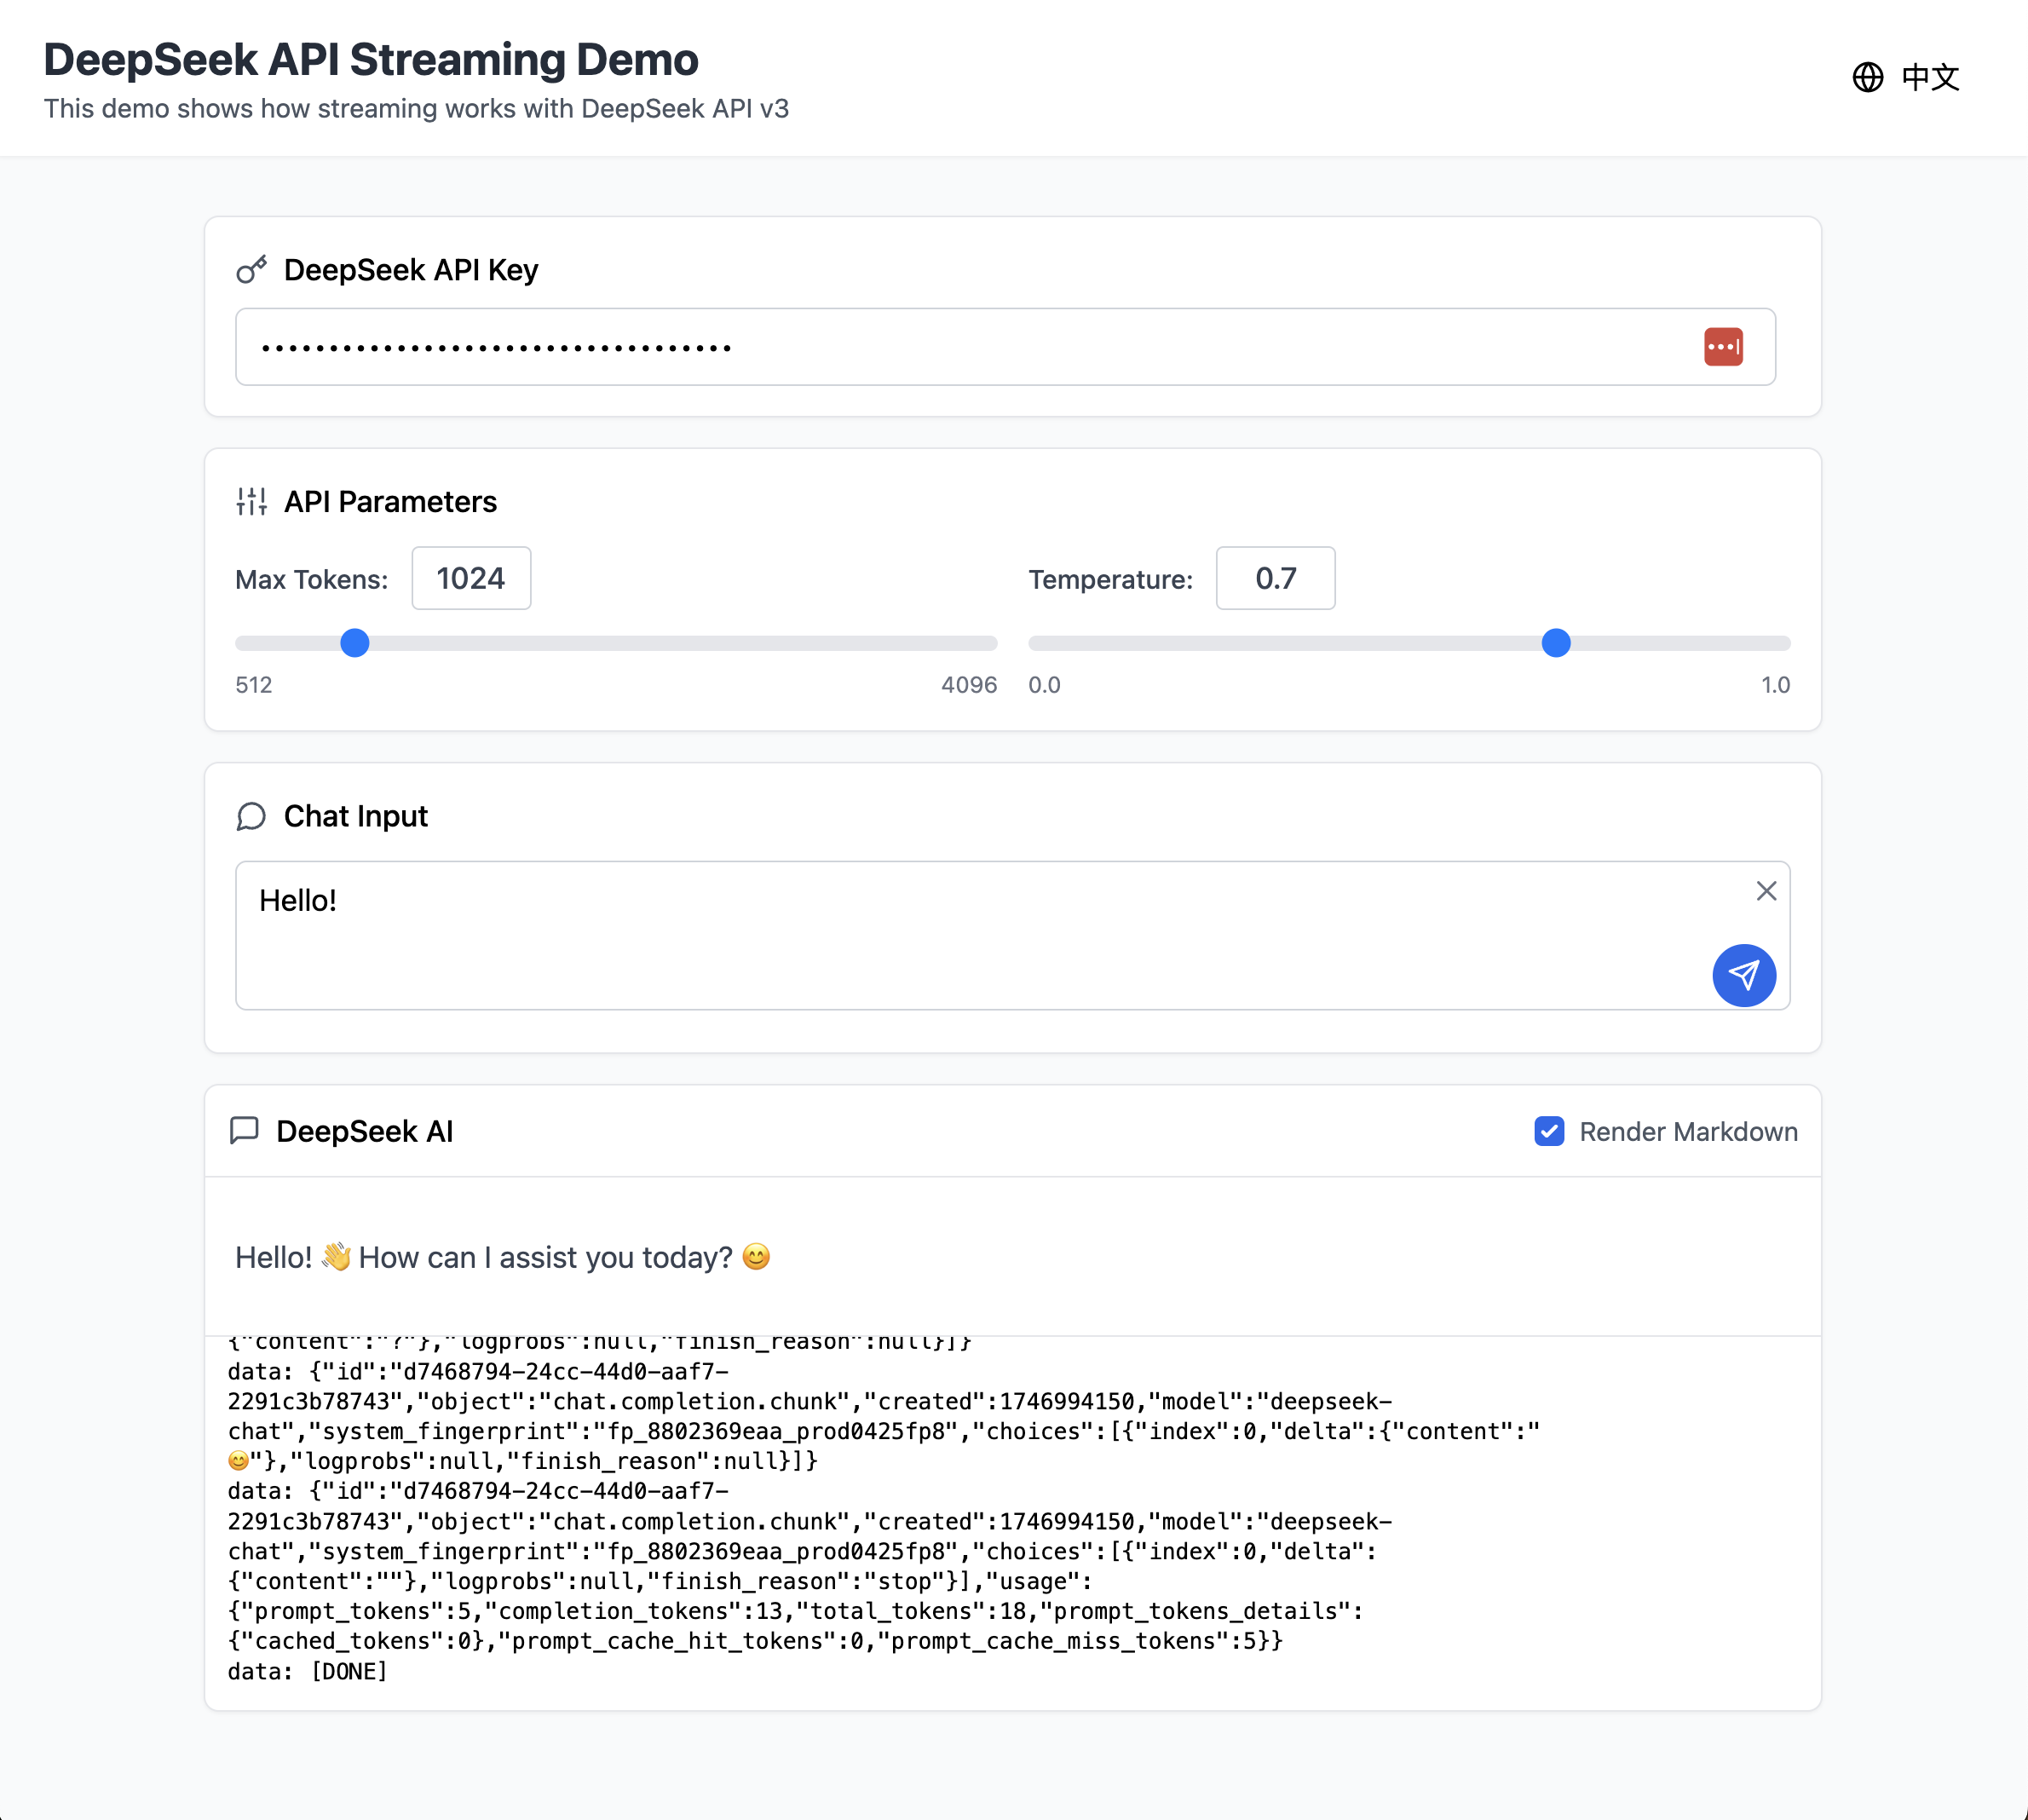 DeepSeek API Streaming Demo
This demo shows how streaming works with DeepSeek API v3
中文
DeepSeek API Key
••••••••••••••••••••••••••••••••••• 
API Parameters
Max Tokens: 1024
Temperature: 0.7
512 4096
0.0 1.0
Chat Input
Hello!
DeepSeek AI
Render Markdown
Hello! 👋 How can I assist you today? 😊
{"content":"?"},"logprobs":null,"finish_reason":null}]}
data: {"id":"d7468794-24cc-44d0-aaf7-
2291c3b78743","object":"chat.completion.chunk","created":1746994150,"model":"deepseek-
chat","system_fingerprint":"fp_8802369eaa_prod0425fp8","choices":[{"index":0,"delta":{"content":"
😊"},"logprobs":null,"finish_reason":null}]}
data: {"id":"d7468794-24cc-44d0-aaf7-
2291c3b78743","object":"chat.completion.chunk","created":1746994150,"model":"deepseek-
chat","system_fingerprint":"fp_8802369eaa_prod0425fp8","choices":[{"index":0,"delta":
{"content":""},"logprobs":null,"finish_reason":"stop"}],"usage":
{"prompt_tokens":5,"completion_tokens":13,"total_tokens":18,"prompt_tokens_details":
{"cached_tokens":0},"prompt_cache_hit_tokens":0,"prompt_cache_miss_tokens":5}}
data: [DONE]